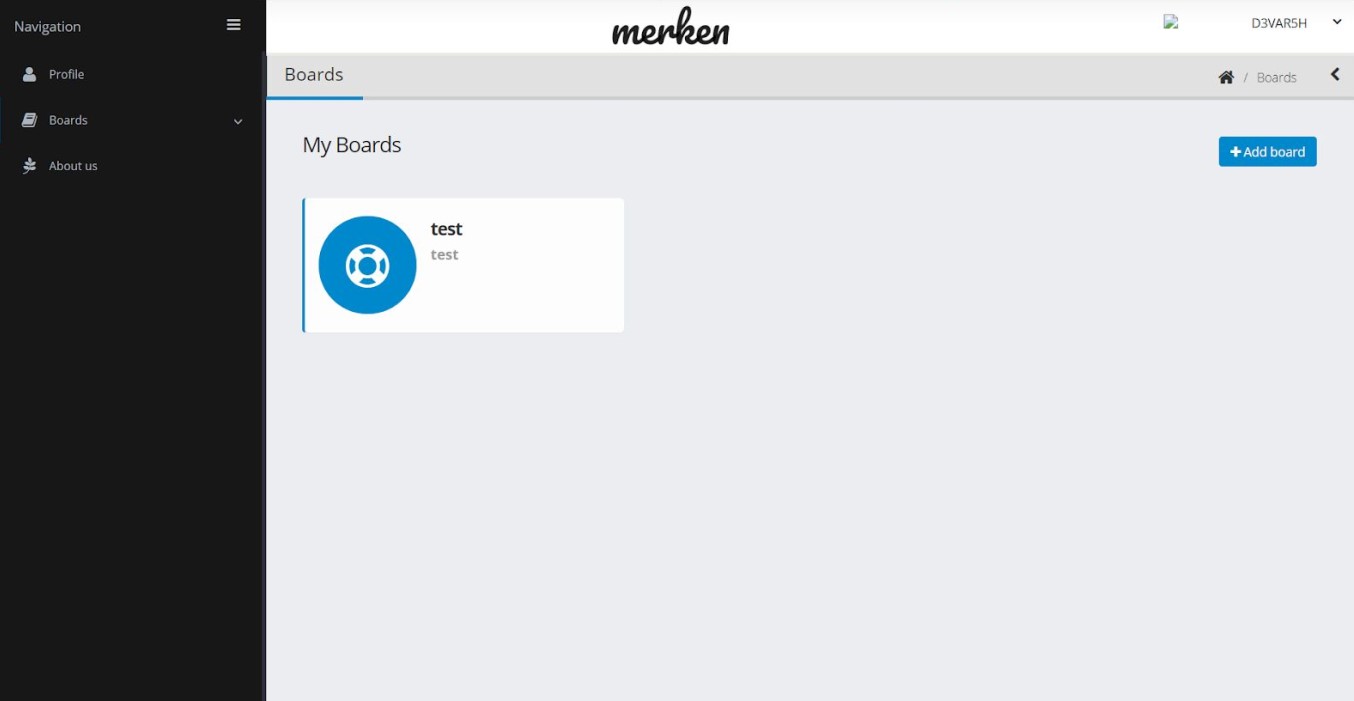 Navigation
Profile
Boards
About us
merken
D3VAR5H
Boards
/ Boards
My Boards
Add board
test
test